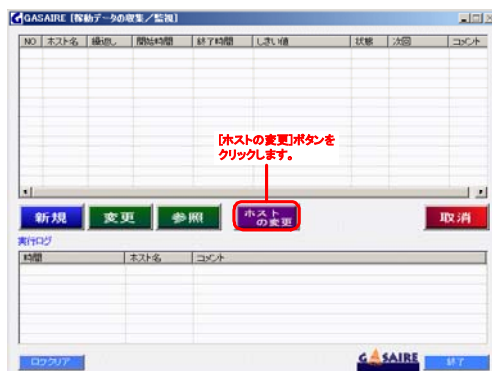 GASAIRE [稼動データの収集／監視]
NO ホスト名 繰返し 開始時間 終了時間 しきい値 状態 次回 コメント
[ホストの変更]ボタンを
クリックします。
新規 変更 参照 ホスト
の変更 取消
実行ログ
時間 ホスト名 コメント
ログクリア GASAIRE 終了